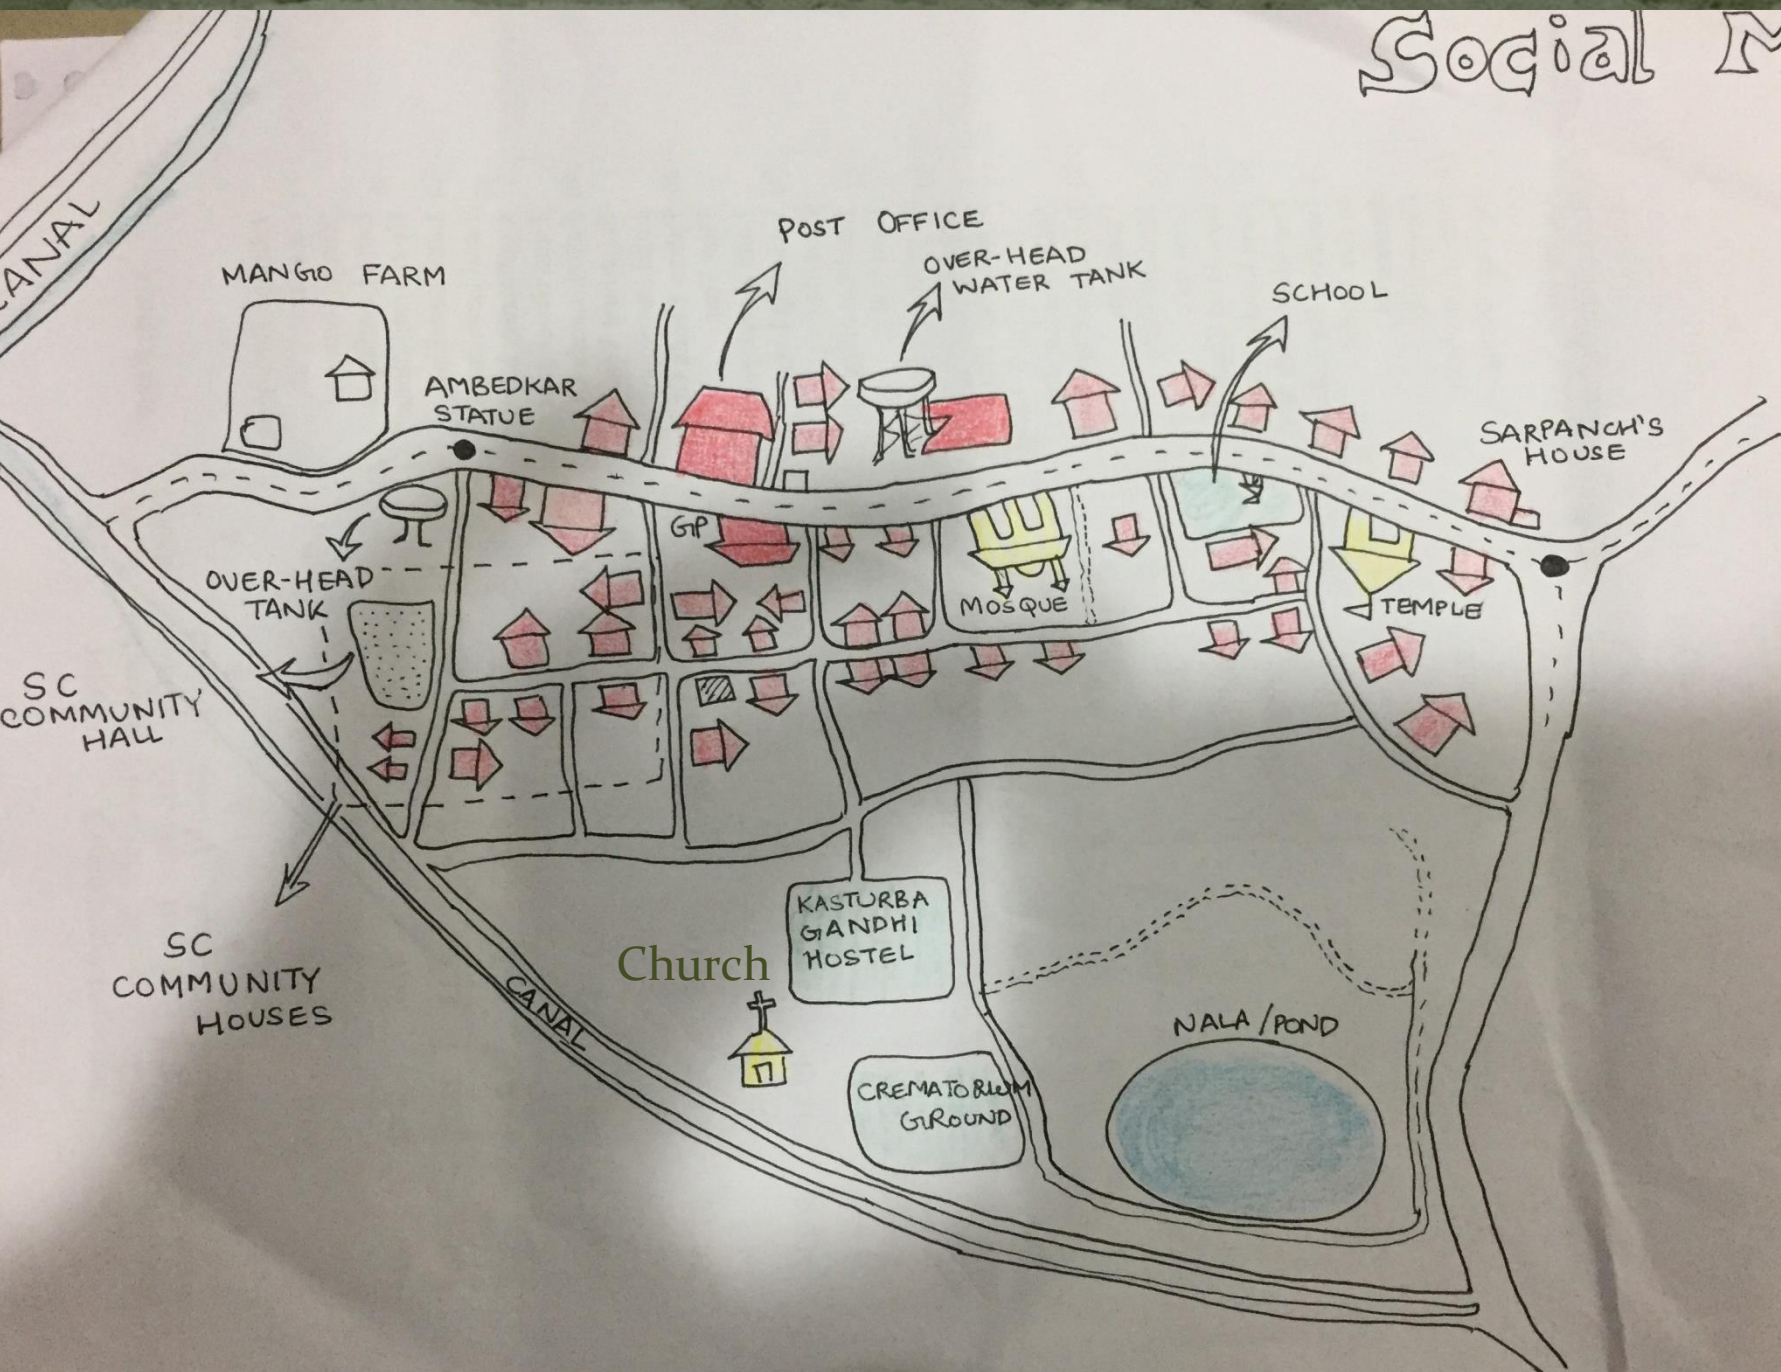 Social M
CANAL
POST OFFICE
OVER-HEAD
WATER TANK
MANGO FARM
SCHOOL
AMBEDKAR
STATUE
SARPANCH'S
HOUSE
GP
OVER-HEAD
TANK
MOSQUE
TEMPLE
SC
COMMUNITY
HALL
KASTURBA
GANDHI
HOSTEL
SC
COMMUNITY
HOUSES
Church
CANAL
NALA/POND
CREMATORIUM
GROUND